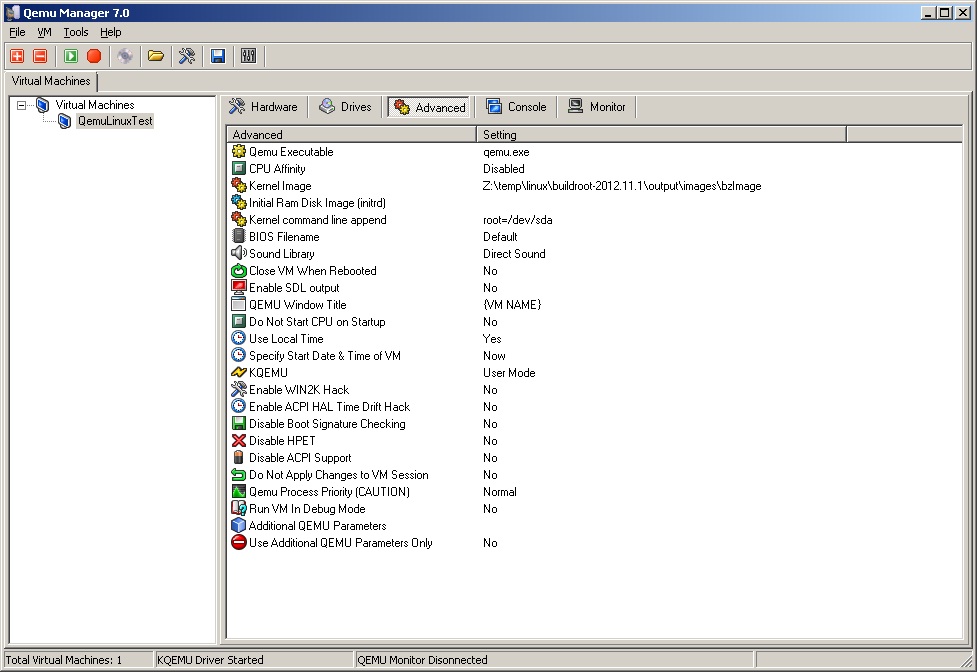 Qemu Manager 7.0
File VM Tools Help
Virtual Machines
Virtual Machines
QemuLinuxTest
Hardware Drives Advanced Console Monitor
Advanced Setting
Qemu Executable qemu.exe
CPU Affinity Disabled
Kernel Image Z:\temp\linux\buildroot-2012.11.1\output\images\bzImage
Initial Ram Disk Image (initrd)
Kernel command line append root=/dev/sda
BIOS Filename Default
Sound Library Direct Sound
Close VM When Rebooted No
Enable SDL output No
QEMU Window Title {VM NAME}
Do Not Start CPU on Startup No
Use Local Time Yes
Specify Start Date & Time of VM Now
KQEMU User Mode
Enable WIN2K Hack No
Enable ACPI HAL Time Drift Hack No
Disable Boot Signature Checking No
Disable HPET No
Disable ACPI Support No
Do Not Apply Changes to VM Session No
Qemu Process Priority (CAUTION) Normal
Run VM In Debug Mode No
Additional QEMU Parameters
Use Additional QEMU Parameters Only No
Total Virtual Machines: 1 KQEMU Driver Started QEMU Monitor Disonnected